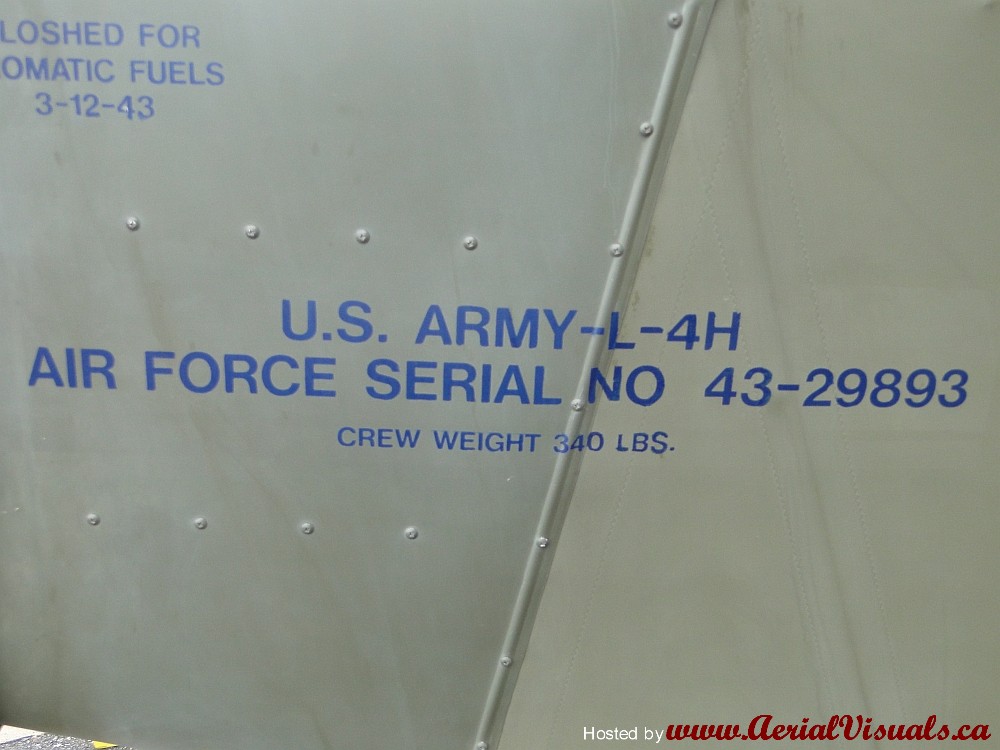 LOSHED FOR
OMATIC FUELS
3-12-43
U.S. ARMY-L-4H
AIR FORCE SERIAL NO 43-29893
CREW WEIGHT 340 LBS.
Hosted by www.AerialVisuals.ca